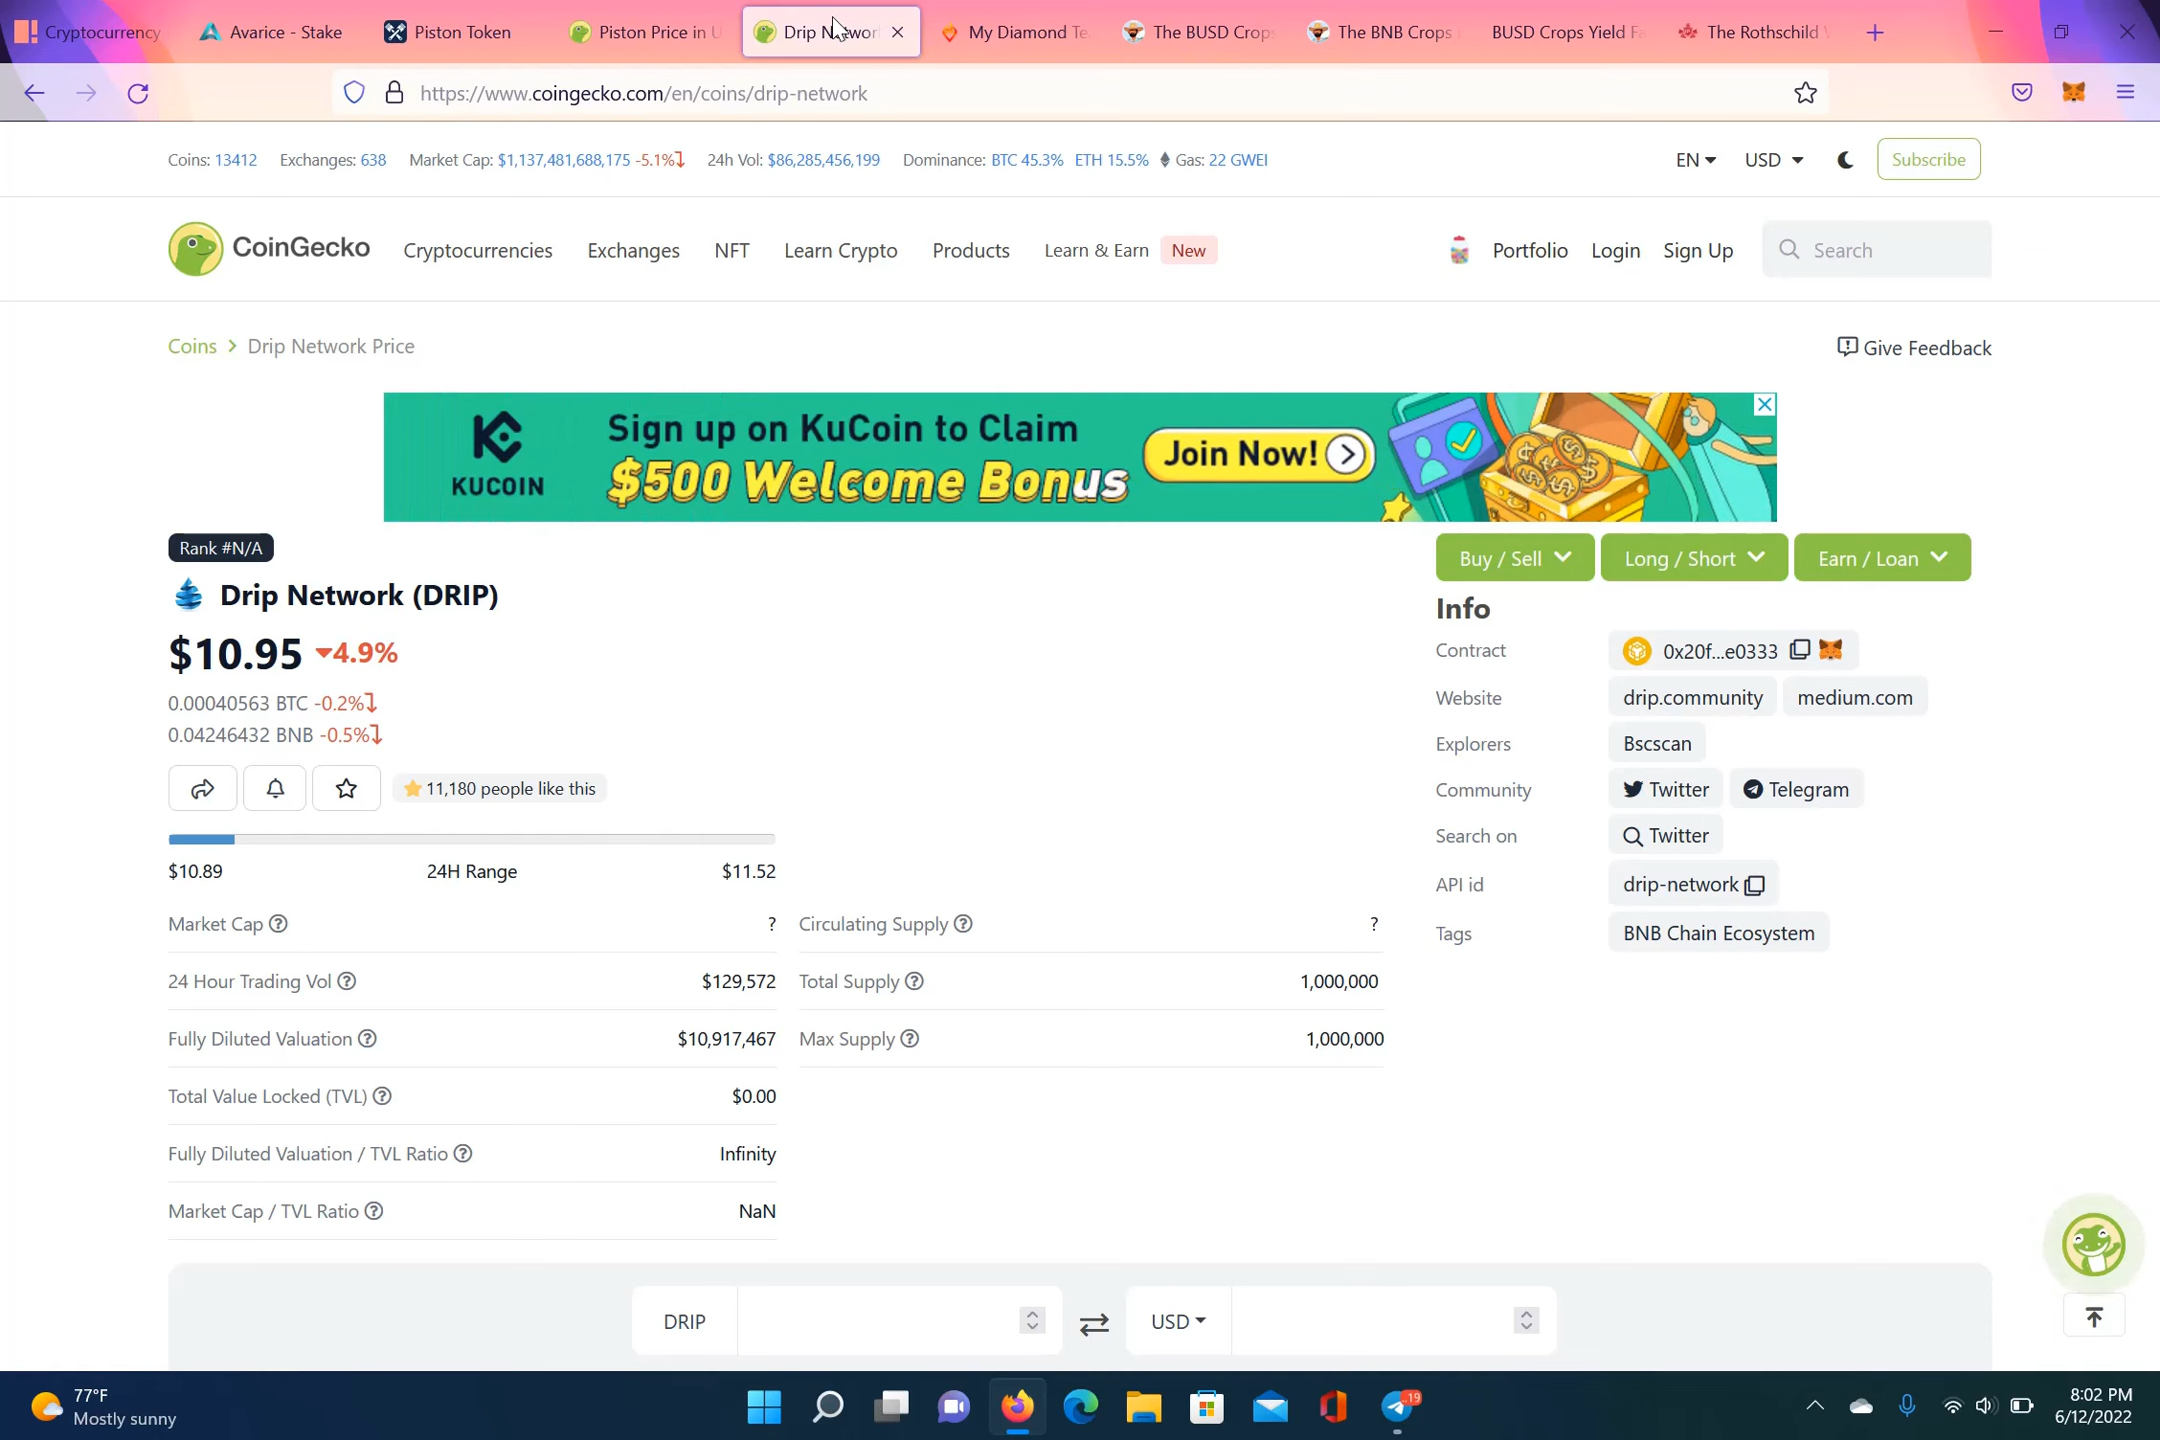 Cryptocurrency
Avarice - Stake
Piston Token
Piston Price in U
Drip Networ
My Diamond Te
The BUSD Crops
The BNB Crops
BUSD Crops Yield Fa
The Rothschild
https://www.coingecko.com/en/coins/drip-network
Coins: 13412 Exchanges: 638 Market Cap: $1,137,481,688,175 -5.1% 24h Vol: $86,285,456,199 Dominance: BTC 45.3% ETH 15.5% Gas: 22 GWEI
EN USD Subscribe
CoinGecko Cryptocurrencies Exchanges NFT Learn Crypto Products Learn & Earn New
Portfolio Login Sign Up Search
Coins > Drip Network Price
Give Feedback
KUCOIN
Sign up on KuCoin to Claim
$500 Welcome Bonus
Join Now!
Rank #N/A
Drip Network (DRIP)
$10.95 4.9%
0.00040563 BTC -0.2%
0.04246432 BNB -0.5%
11,180 people like this
$10.89 24H Range $11.52
Market Cap ?
24 Hour Trading Vol $129,572
Fully Diluted Valuation $10,917,467
Total Value Locked (TVL) $0.00
Fully Diluted Valuation / TVL Ratio Infinity
Market Cap / TVL Ratio NaN
Circulating Supply ?
Total Supply 1,000,000
Max Supply 1,000,000
Buy / Sell Long / Short Earn / Loan
Info
Contract 0x20f...e0333
Website drip.community medium.com
Explorers Bscscan
Community Twitter Telegram
Search on Twitter
API id drip-network
Tags BNB Chain Ecosystem
DRIP USD
77°F
Mostly sunny
19
8:02 PM
6/12/2022